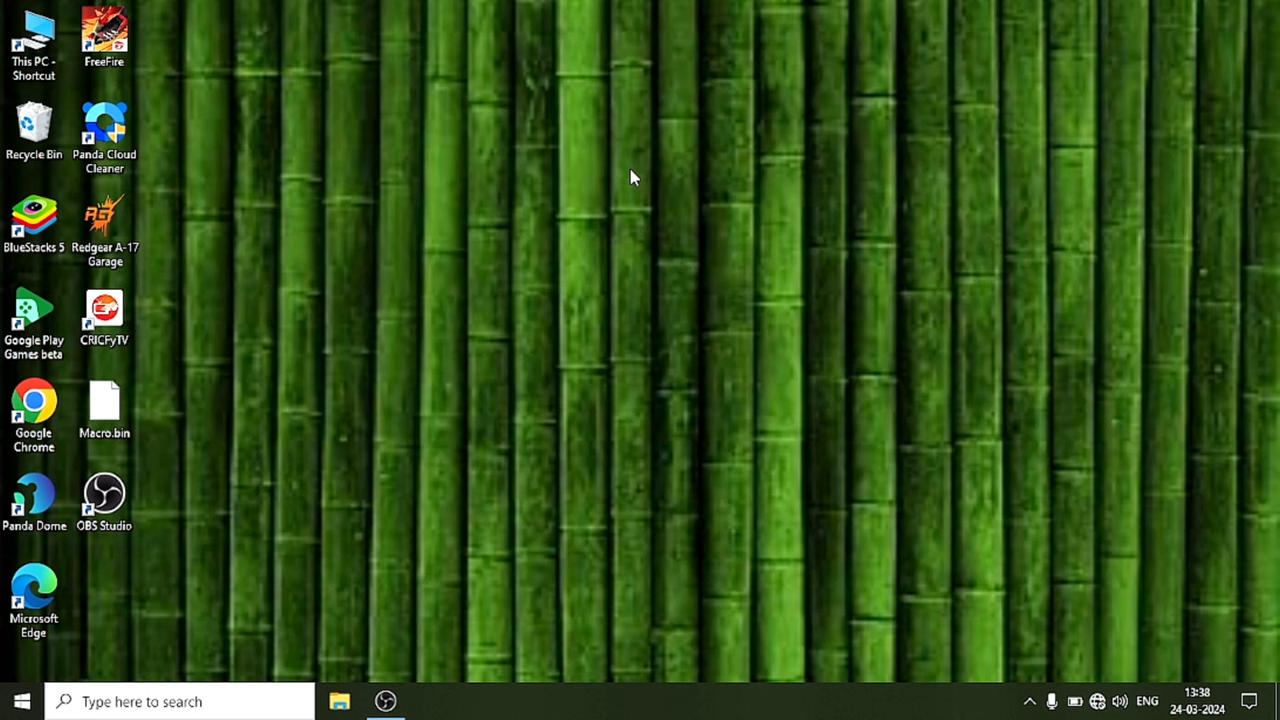 This PC -
Shortcut
FreeFire
Recycle Bin
Panda Cloud
Cleaner
BlueStacks 5
Redgear A-17
Garage
Google Play
Games beta
CRICFyTV
Google
Chrome
Macro.bin
Panda Dome
OBS Studio
Microsoft
Edge
Type here to search
ENG
13:38
24-03-2024